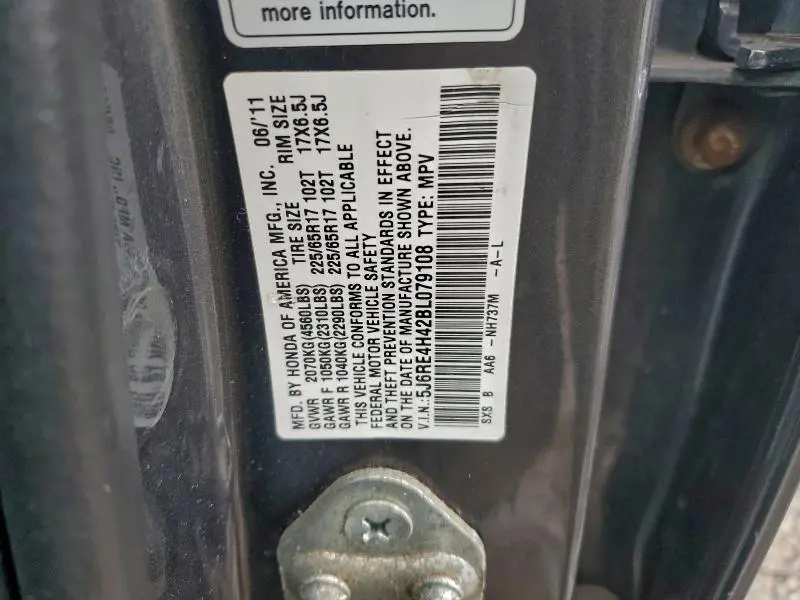 more information.
MFD. BY HONDA OF AMERICA MFG., INC. 06/'11
GVWR 2070KG(4560LBS) TIRE SIZE RIM SIZE
GAWR F 1050KG(2310LBS) 225/65R17 102T 17X6.5J
GAWR R 1040KG(2290LBS) 225/65R17 102T 17X6.5J
THIS VEHICLE CONFORMS TO ALL APPLICABLE
FEDERAL MOTOR VEHICLE SAFETY
AND THEFT PREVENTION STANDARDS IN EFFECT
ON THE DATE OF MANUFACTURE SHOWN ABOVE.
V.I.N.:5J6RE4H42BL079108 TYPE: MPV
SXS B AA6 -NH737M -A-L